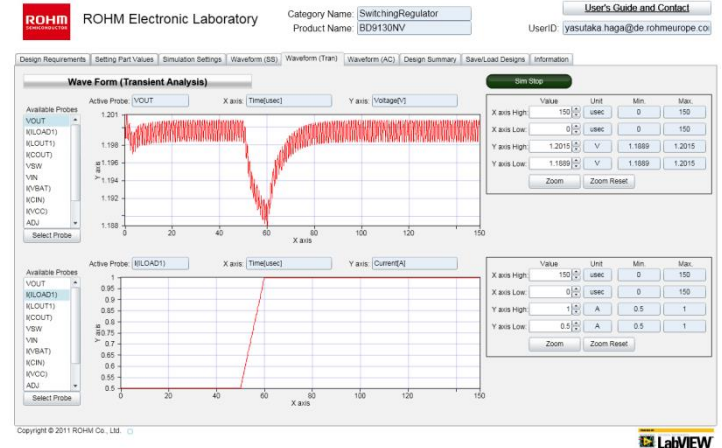 ROHM
SEMICONDUCTOR
ROHM Electronic Laboratory
Category Name: SwitchingRegulator
Product Name: BD9130NV
User's Guide and Contact
UserID: yasutaka.haga@de.rohmeurope.co
Design Requirements Setting Part Values Simulation Settings Waveform (SS) Waveform (Tran) Waveform (AC) Design Summary Save/Load Designs Information
Wave Form (Transient Analysis)
Sim Stop
Available Probes
VOUT
I(ILOAD1)
I(LOUT1)
I(COUT)
VSW
VIN
I(VBAT)
I(CIN)
I(VCC)
ADJ
Select Probe
Active Probe: VOUT X axis: Time[usec] Y axis: Voltage[V]
Y axis
1.201
1.198
1.196
1.194
1.192
1.188
0 20 40 60 80 100 120 150
X axis
Value Unit Min. Max.
X axis High: 150 usec 0 150
X axis Low: 0 usec 0 150
Y axis High: 1.2015 V 1.1889 1.2015
Y axis Low: 1.1889 V 1.1889 1.2015
Zoom Zoom Reset
Available Probes
VOUT
I(ILOAD1)
I(LOUT1)
I(COUT)
VSW
VIN
I(VBAT)
I(CIN)
I(VCC)
ADJ
Select Probe
Active Probe: I(ILOAD1) X axis: Time[usec] Y axis: Current[A]
Y axis
1
0.95
0.9
0.85
0.8
0.75
0.7
0.65
0.6
0.55
0.5
0 20 40 60 80 100 120 150
X axis
Value Unit Min. Max.
X axis High: 150 usec 0 150
X axis Low: 0 usec 0 150
Y axis High: 1 A 0.5 1
Y axis Low: 0.5 A 0.5 1
Zoom Zoom Reset
Copyright © 2011 ROHM Co., Ltd.
LabVIEW